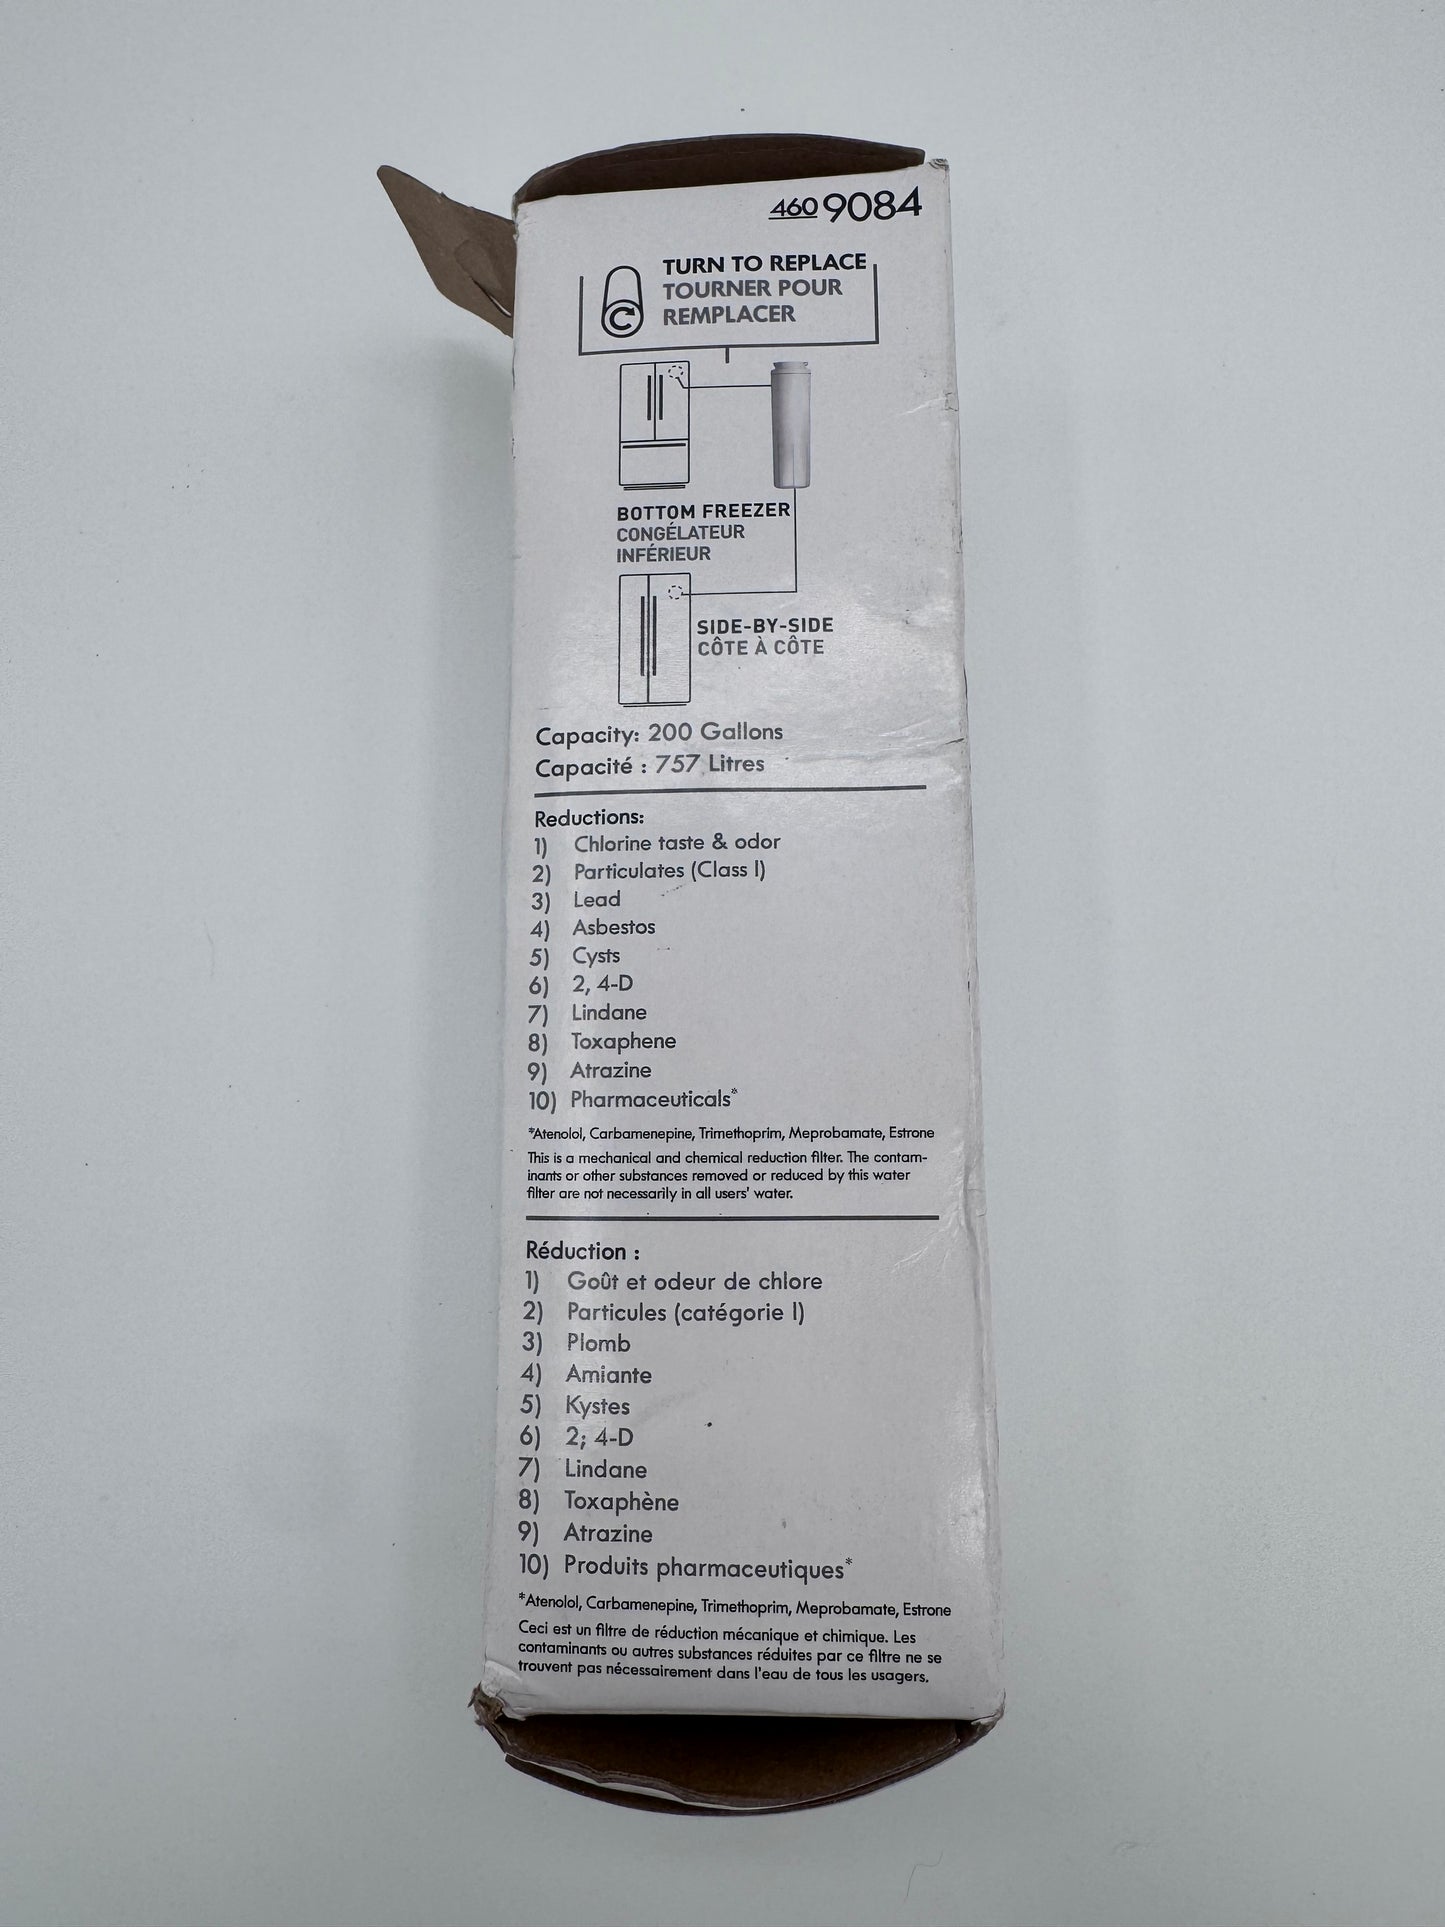 460 9084
TURN TO REPLACE
TOURNER POUR
REMPLACER
BOTTOM FREEZER
CONGÉLATEUR
INFÉRIEUR
SIDE-BY-SIDE
CÔTE À CÔTE
Capacity: 200 Gallons
Capacité : 757 Litres
Reductions:
1) Chlorine taste & odor
2) Particulates (Class I)
3) Lead
4) Asbestos
5) Cysts
6) 2, 4-D
7) Lindane
8) Toxaphene
9) Atrazine
10) Pharmaceuticals*
*Atenolol, Carbamenepine, Trimethoprim, Meprobamate, Estrone
This is a mechanical and chemical reduction filter. The contam-
inants or other substances removed or reduced by this water
filter are not necessarily in all users' water.
Réduction :
1) Goût et odeur de chlore
2) Particules (catégorie I)
3) Plomb
4) Amiante
5) Kystes
6) 2; 4-D
7) Lindane
8) Toxaphène
9) Atrazine
10) Produits pharmaceutiques*
*Atenolol, Carbamenepine, Trimethoprim, Meprobamate, Estrone
Ceci est un filtre de réduction mécanique et chimique. Les
contaminants ou autres substances réduites par ce filtre ne se
trouvent pas nécessairement dans l'eau de tous les usagers.